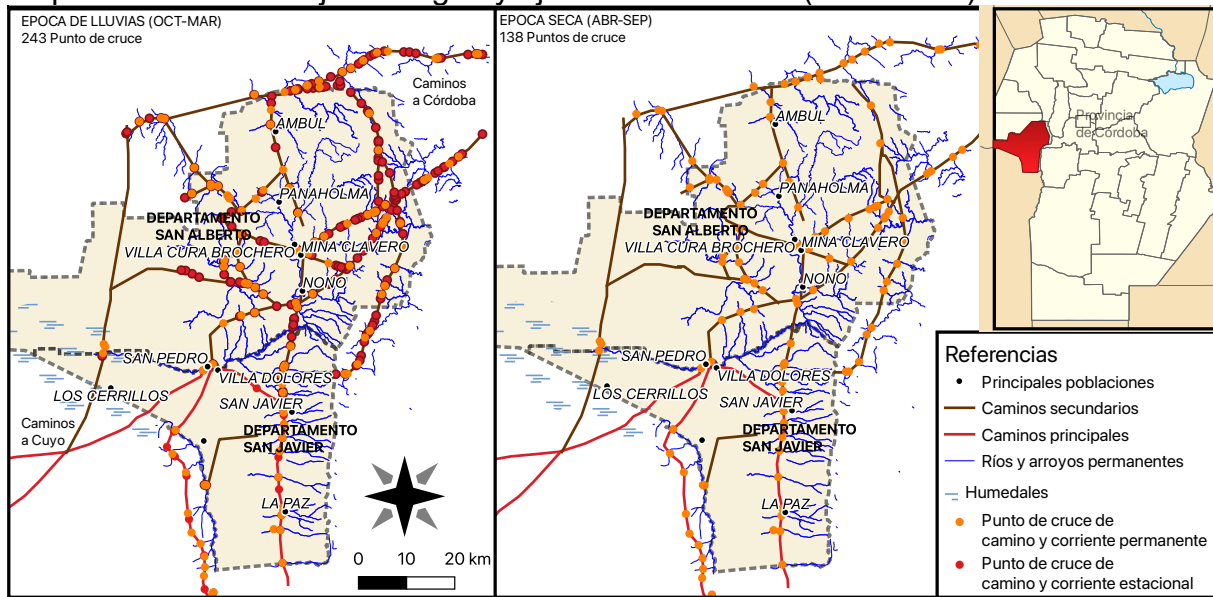 EPOCA DE LLUVIAS (OCT-MAR)
243 Punto de cruce
Caminos
a Córdoba
AMBUL
PANAHOLMA
DEPARTAMENTO
SAN ALBERTO
MINA CLAVERO
VILLA CURA BROCHERO
NONO
SAN PEDRO
VILLA DOLORES
LOS CERRILLOS
SAN JAVIER
Caminos
a Cuyo
DEPARTAMENTO
SAN JAVIER
LA PAZ
0 10 20 km
EPOCA SECA (ABR-SEP)
138 Puntos de cruce
AMBUL
PANAHOLMA
DEPARTAMENTO
SAN ALBERTO
MINA CLAVERO
VILLA CURA BROCHERO
NONO
SAN PEDRO
VILLA DOLORES
LOS CERRILLOS
SAN JAVIER
DEPARTAMENTO
SAN JAVIER
LA PAZ
Provincia
de Córdoba
Referencias
Principales poblaciones
Caminos secundarios
Caminos principales
Ríos y arroyos permanentes
Humedales
Punto de cruce de
camino y corriente permanente
Punto de cruce de
camino y corriente estacional